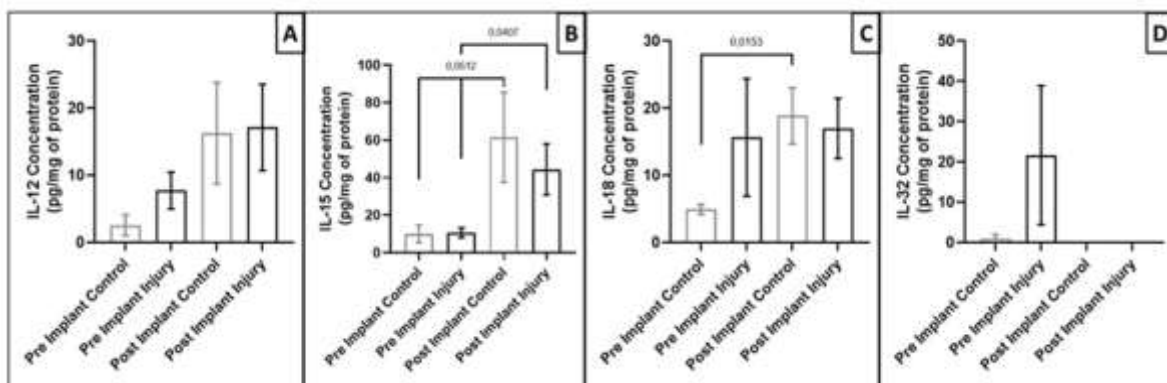 A
IL-12 Concentration
(pg/mg of protein)
30
20
10
0
Pre Implant Control
Pre Implant Injury
Post Implant Control
Post Implant Injury
B
0,0407
0,0512
IL-15 Concentration
(pg/mg of protein)
100
80
60
40
20
0
Pre Implant Control
Pre Implant Injury
Post Implant Control
Post Implant Injury
C
0,0153
IL-18 Concentration
(pg/mg of protein)
30
20
10
0
Pre Implant Control
Pre Implant Injury
Post Implant Control
Post Implant Injury
D
IL-32 Concentration
(pg/mg of protein)
50
40
30
20
10
0
Pre Implant Control
Pre Implant Injury
Post Implant Control
Post Implant Injury